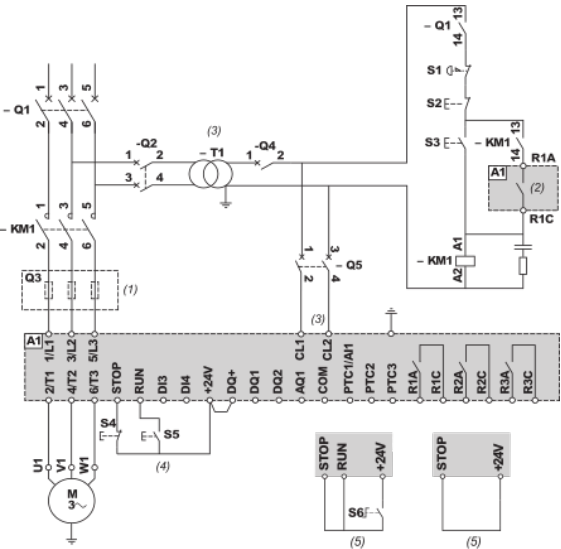 13
– Q1
14
S1
S2
S3
– KM1
13
14
R1A
A1
(2)
R1C
– KM1
A1
A2
1 3 5
– Q1
2 4 6
-Q2
1 2
3 4
(3)
– T1
-Q4
1 2
1 3 5
– KM1
2 4 6
Q3
(1)
1 3
– Q5
2 4
(3)
A1
1/L1 3/L2 5/L3 CL1 CL2
2/T1 4/T2 6/T3 STOP RUN DI3 DI4 +24V DQ+ DQ1 DQ2 AQ1 COM PTC1/AI1 PTC2 PTC3 R1A R1C R2A R2C R3A R3C
S4 S5
(4)
U1 V1 W1
M
3
STOP RUN +24V
S6
(5)
STOP +24V
(5)